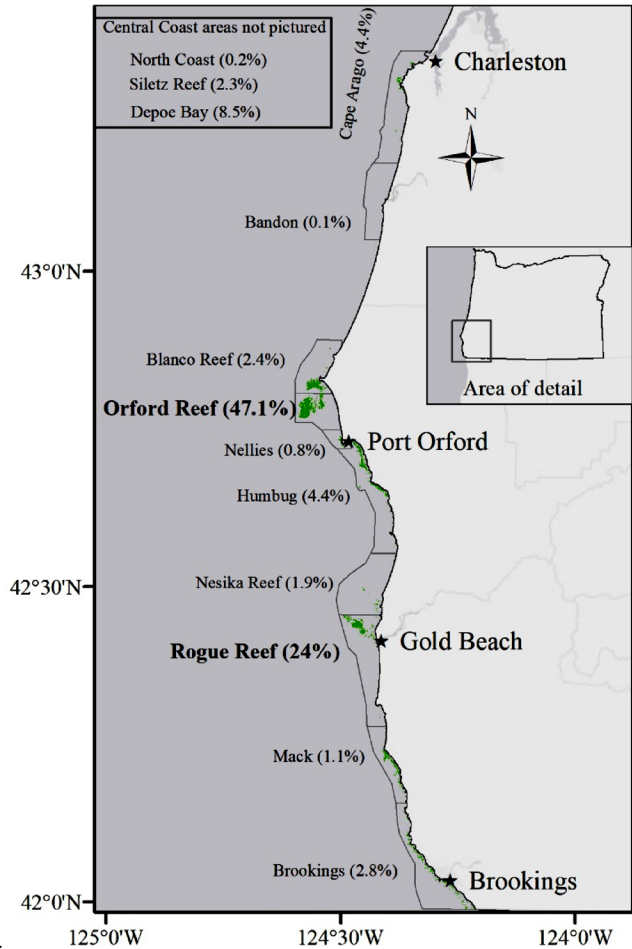 Central Coast areas not pictured
North Coast (0.2%)
Siletz Reef (2.3%)
Depoe Bay (8.5%)
Cape Arago (4.4%)
Charleston
N
Bandon (0.1%)
43°0'N
Area of detail
Blanco Reef (2.4%)
Orford Reef (47.1%)
Port Orford
Nellies (0.8%)
Humbug (4.4%)
42°30'N
Nesika Reef (1.9%)
Gold Beach
Rogue Reef (24%)
Mack (1.1%)
Brookings (2.8%)
Brookings
42°0'N
125°0'W
124°30'W
124°0'W